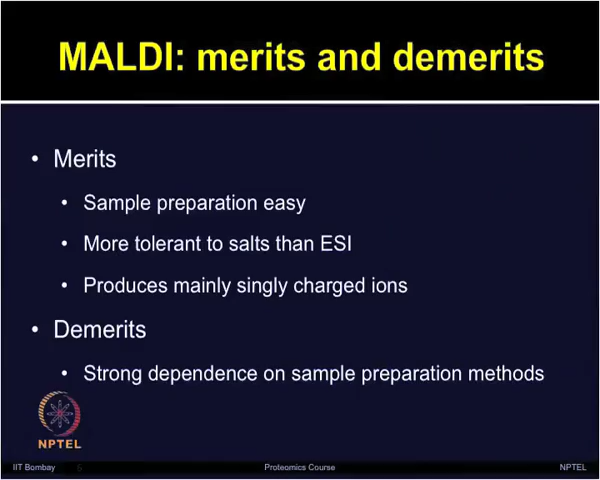 MALDI: merits and demerits
• Merits
• Sample preparation easy
• More tolerant to salts than ESI
• Produces mainly singly charged ions
• Demerits
• Strong dependence on sample preparation methods
NPTEL
IIT Bombay 6 Proteomics Course NPTEL